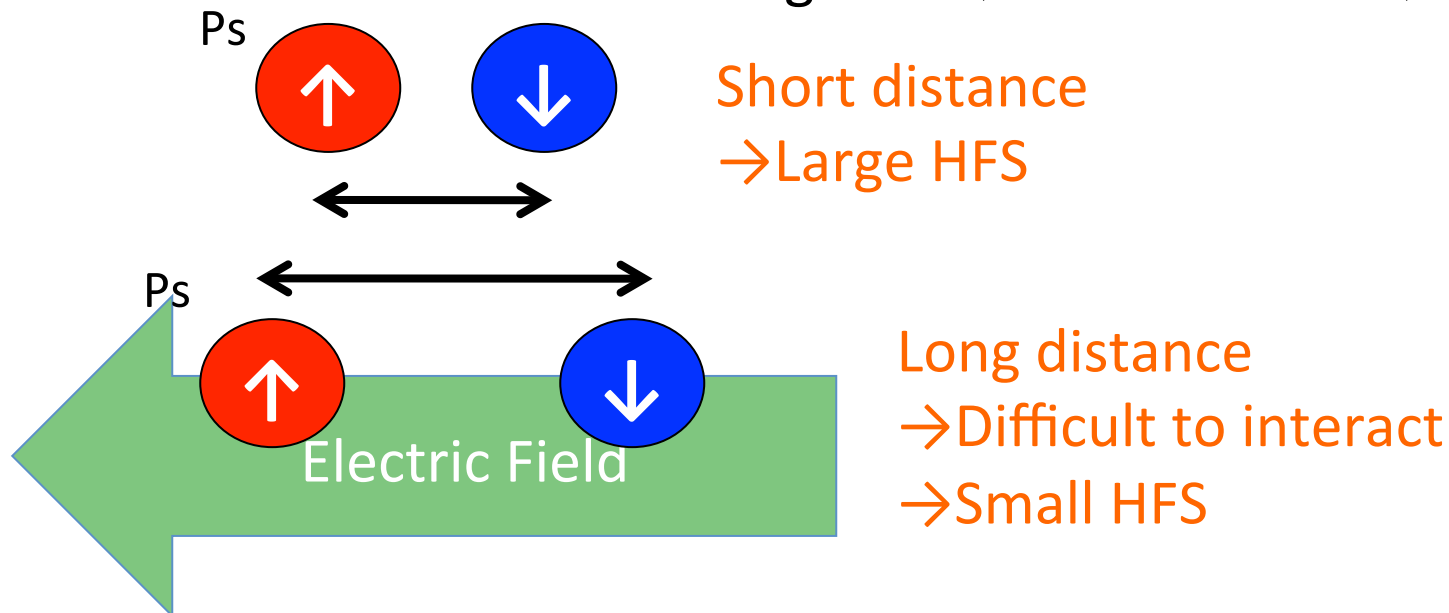 Ps
↑ ↓
Short distance
→Large HFS
Ps
↑ ↓
Electric Field
Long distance
→Difficult to interact
→Small HFS